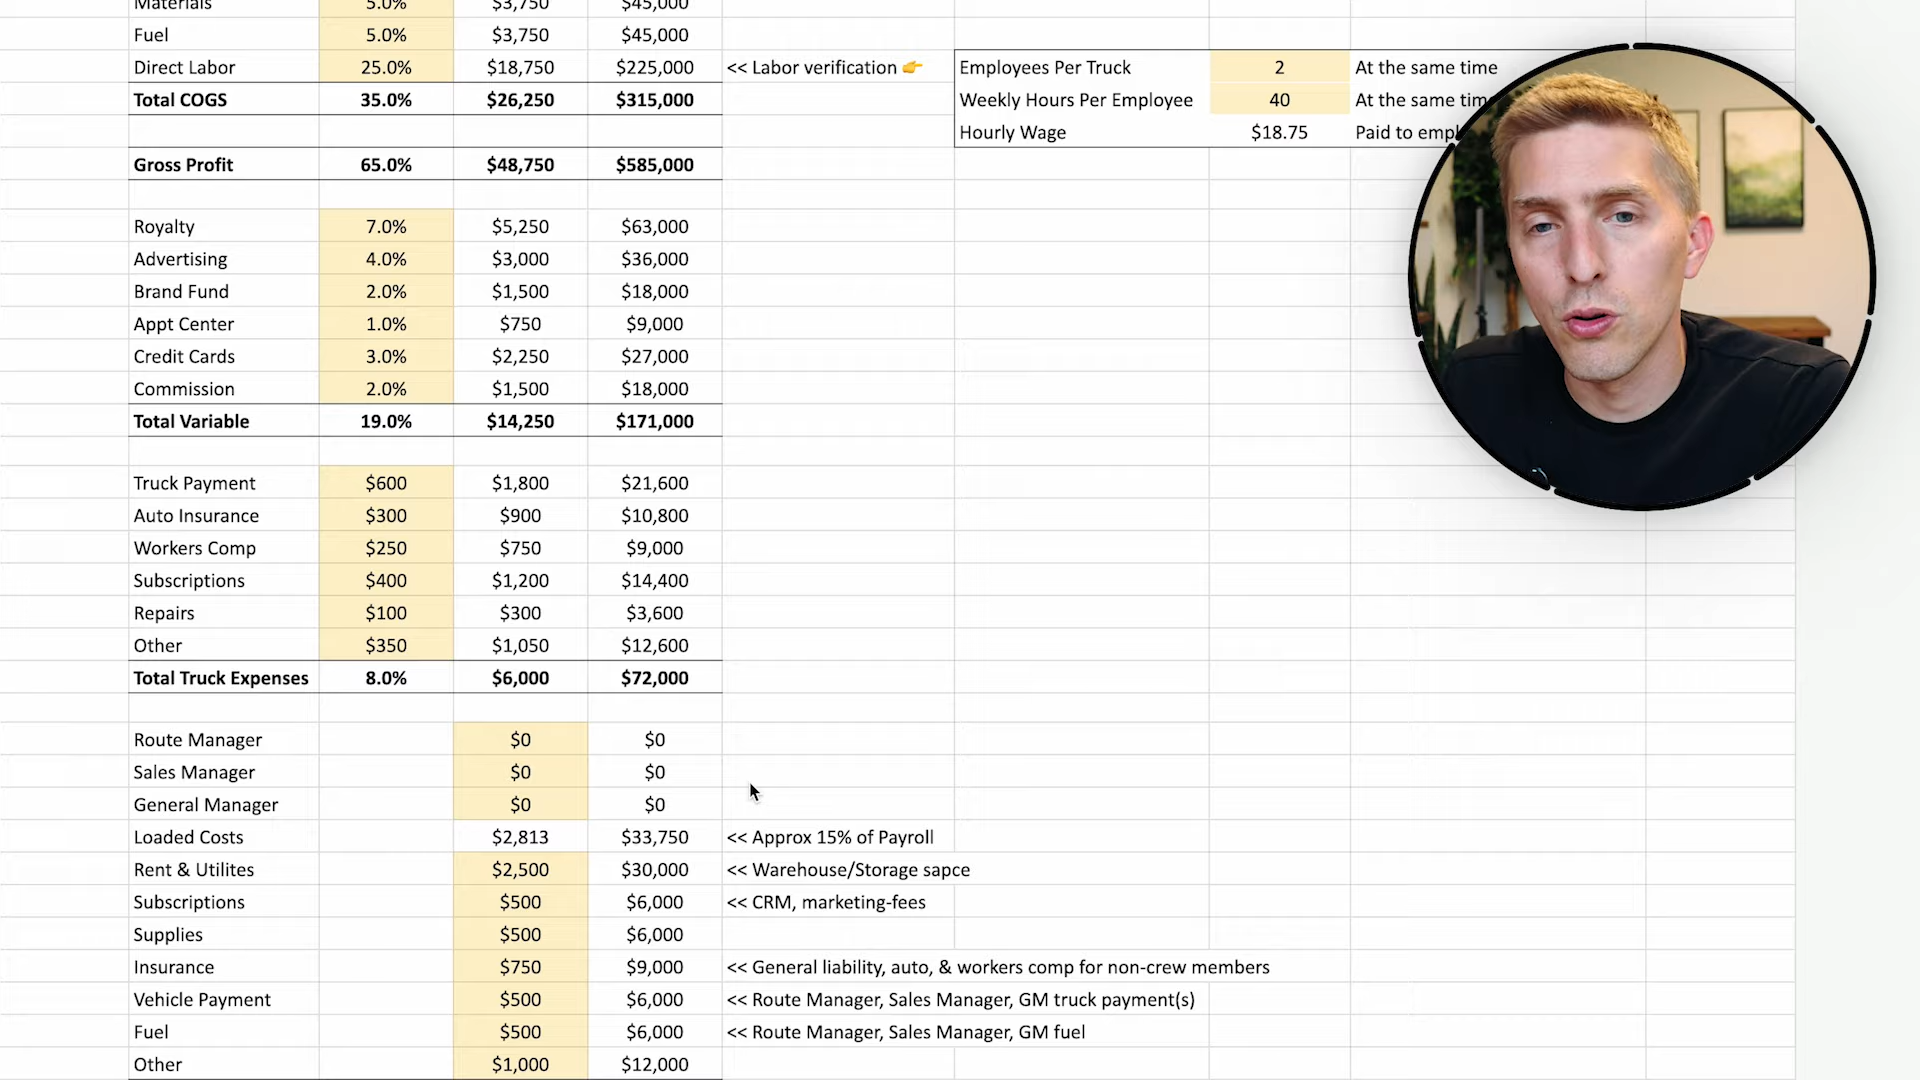 Materials 5.0% $3,750 $45,000
Fuel 5.0% $3,750 $45,000
Direct Labor 25.0% $18,750 $225,000 << Labor verification 👉 Employees Per Truck 2 At the same time
Total COGS 35.0% $26,250 $315,000 Weekly Hours Per Employee 40 At the same
Hourly Wage $18.75 Paid to
Gross Profit 65.0% $48,750 $585,000
Royalty 7.0% $5,250 $63,000
Advertising 4.0% $3,000 $36,000
Brand Fund 2.0% $1,500 $18,000
Appt Center 1.0% $750 $9,000
Credit Cards 3.0% $2,250 $27,000
Commission 2.0% $1,500 $18,000
Total Variable 19.0% $14,250 $171,000
Truck Payment $600 $1,800 $21,600
Auto Insurance $300 $900 $10,800
Workers Comp $250 $750 $9,000
Subscriptions $400 $1,200 $14,400
Repairs $100 $300 $3,600
Other $350 $1,050 $12,600
Total Truck Expenses 8.0% $6,000 $72,000
Route Manager $0 $0
Sales Manager $0 $0
General Manager $0 $0
Loaded Costs $2,813 $33,750 << Approx 15% of Payroll
Rent & Utilites $2,500 $30,000 << Warehouse/Storage sapce
Subscriptions $500 $6,000 << CRM, marketing-fees
Supplies $500 $6,000
Insurance $750 $9,000 << General liability, auto, & workers comp for non-crew members
Vehicle Payment $500 $6,000 << Route Manager, Sales Manager, GM truck payment(s)
Fuel $500 $6,000 << Route Manager, Sales Manager, GM fuel
Other $1,000 $12,000